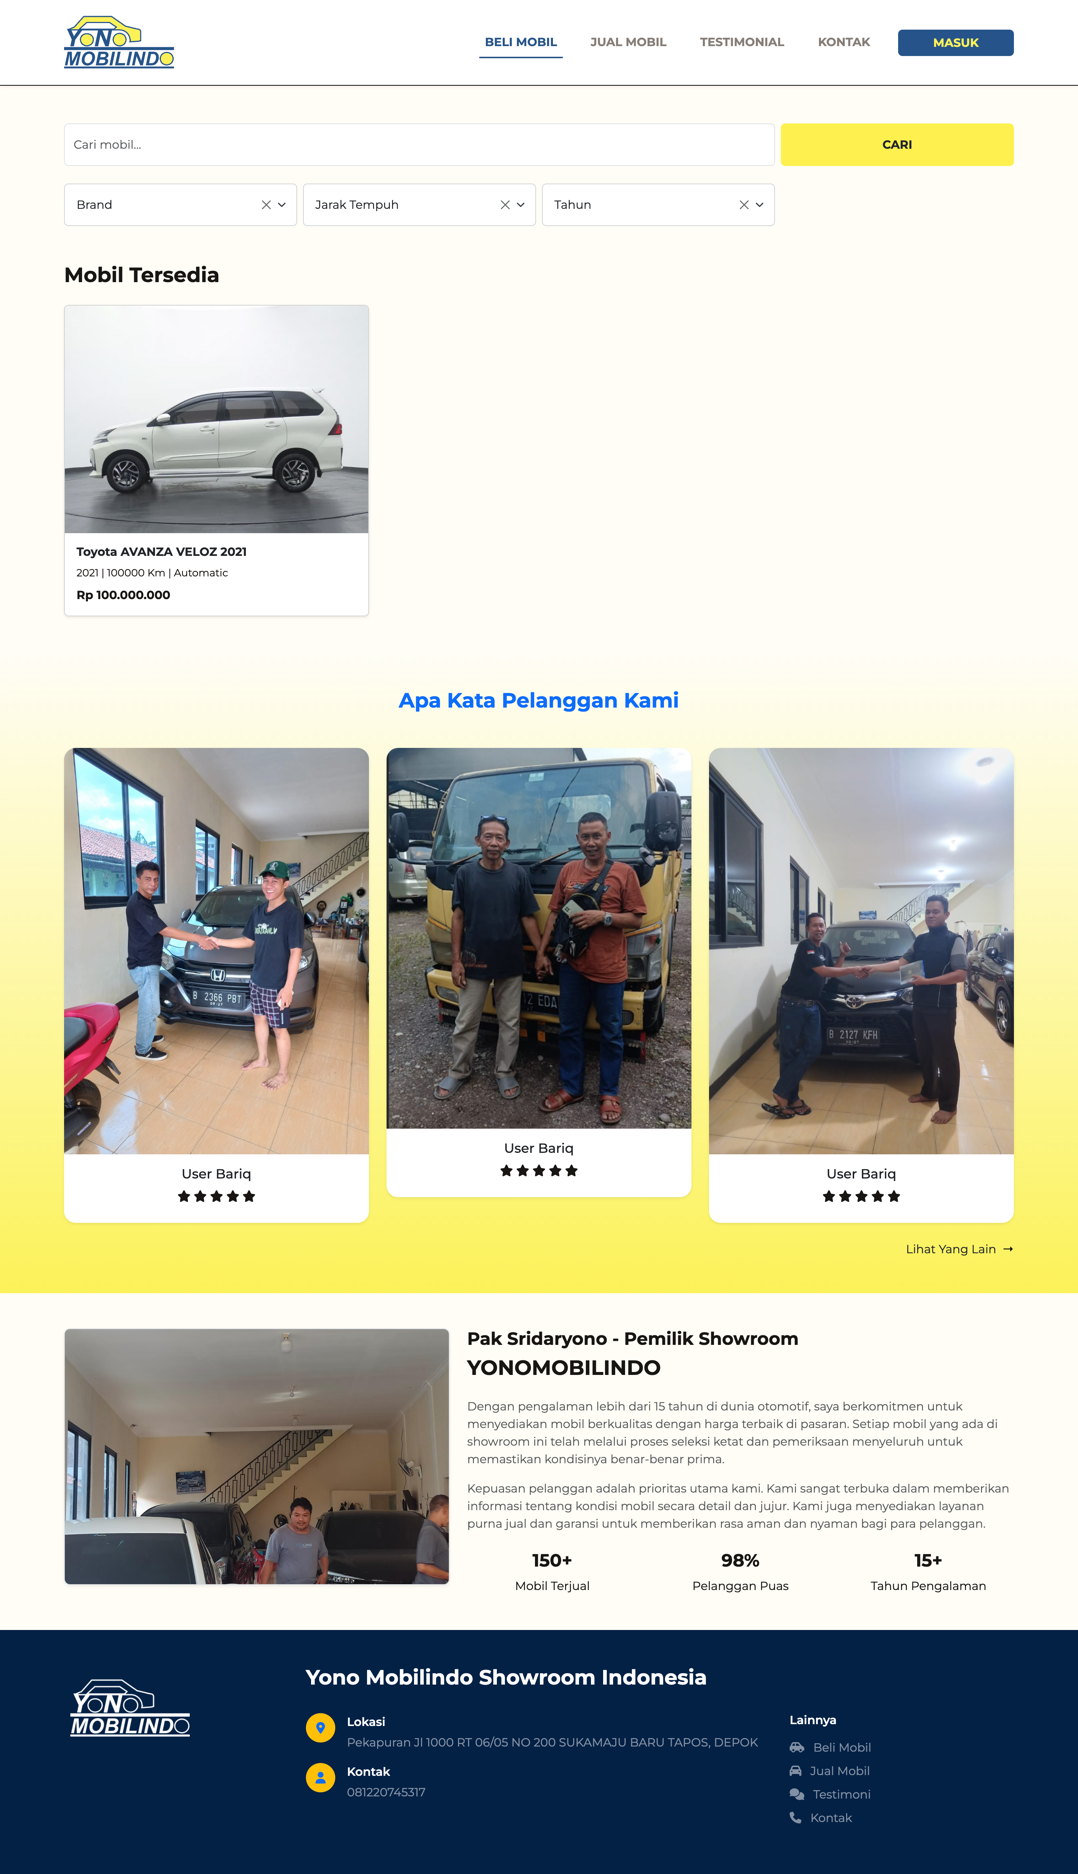 YONO
MOBILINDO
BELI MOBIL
JUAL MOBIL
TESTIMONIAL
KONTAK
MASUK
Cari mobil...
CARI
Brand
Jarak Tempuh
Tahun
Mobil Tersedia
Toyota AVANZA VELOZ 2021
2021 | 100000 Km | Automatic
Rp 100.000.000
Apa Kata Pelanggan Kami
B 2366 PBT
12 EDA
B 2127 KFH
User Bariq
User Bariq
User Bariq
Lihat Yang Lain →
Pak Sridaryono - Pemilik Showroom
YONOMOBILINDO
Dengan pengalaman lebih dari 15 tahun di dunia otomotif, saya berkomitmen untuk
menyediakan mobil berkualitas dengan harga terbaik di pasaran. Setiap mobil yang ada di
showroom ini telah melalui proses seleksi ketat dan pemeriksaan menyeluruh untuk
memastikan kondisinya benar-benar prima.
Kepuasan pelanggan adalah prioritas utama kami. Kami sangat terbuka dalam memberikan
informasi tentang kondisi mobil secara detail dan jujur. Kami juga menyediakan layanan
purna jual dan garansi untuk memberikan rasa aman dan nyaman bagi para pelanggan.
150+
Mobil Terjual
98%
Pelanggan Puas
15+
Tahun Pengalaman
YONO
MOBILINDO
Yono Mobilindo Showroom Indonesia
Lokasi
Pekapuran Jl 1000 RT 06/05 NO 200 SUKAMAJU BARU TAPOS, DEPOK
Kontak
081220745317
Lainnya
Beli Mobil
Jual Mobil
Testimoni
Kontak